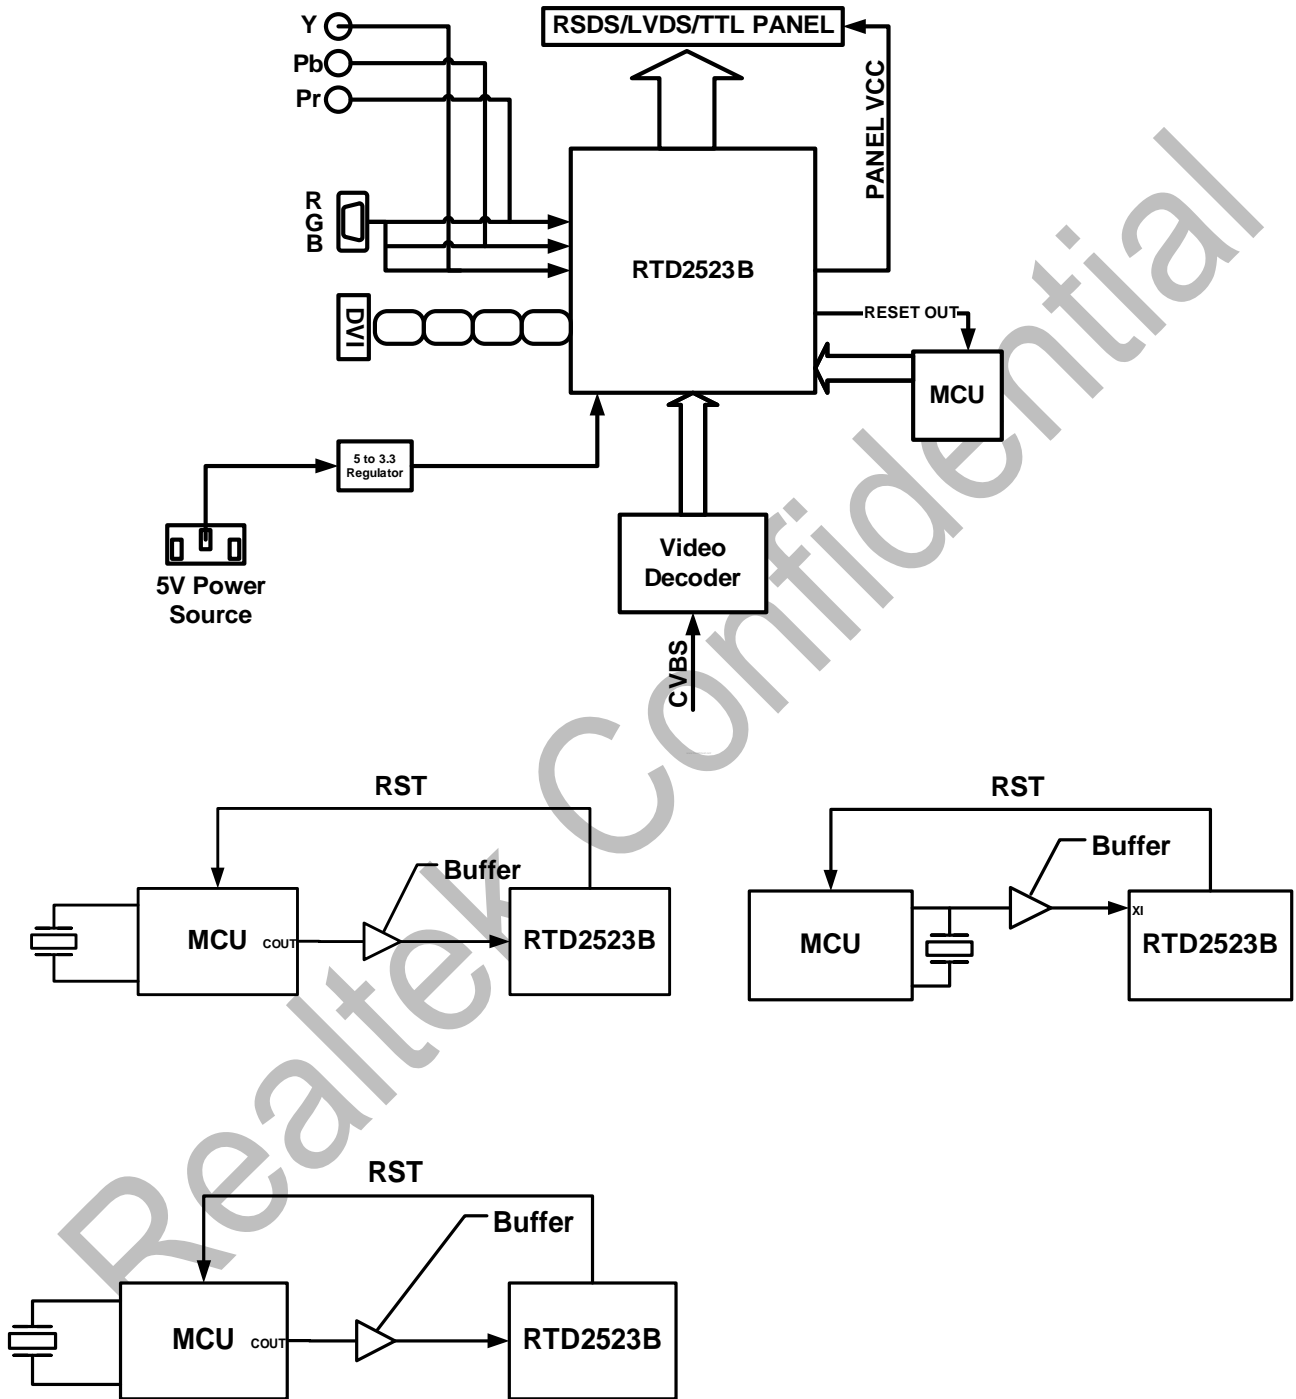 Y
RSDS/LVDS/TTL PANEL
Pb
Pr
PANEL VCC
R
G
B
RTD2523B
DVI
RESET OUT
MCU
5 to 3.3
Regulator
5V Power
Source
Video
Decoder
CVBS
RST
Buffer
MCU
COUT
RTD2523B
RST
Buffer
MCU
XI
RTD2523B
RST
Buffer
MCU
COUT
RTD2523B
Realtek Confidential